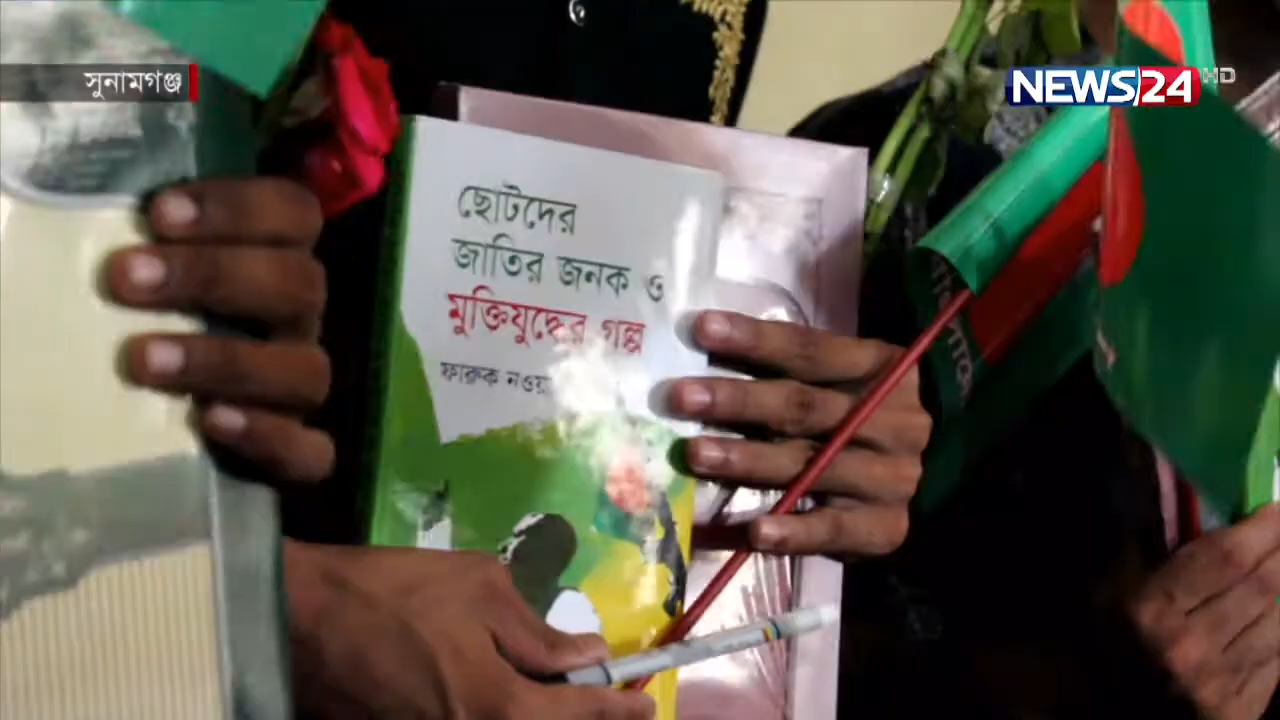 সুনামগঞ্জ
NEWS24 HD
ছোটদের
জাতির জনক ও
মুক্তিযুদ্ধের গল্প
ফারুক